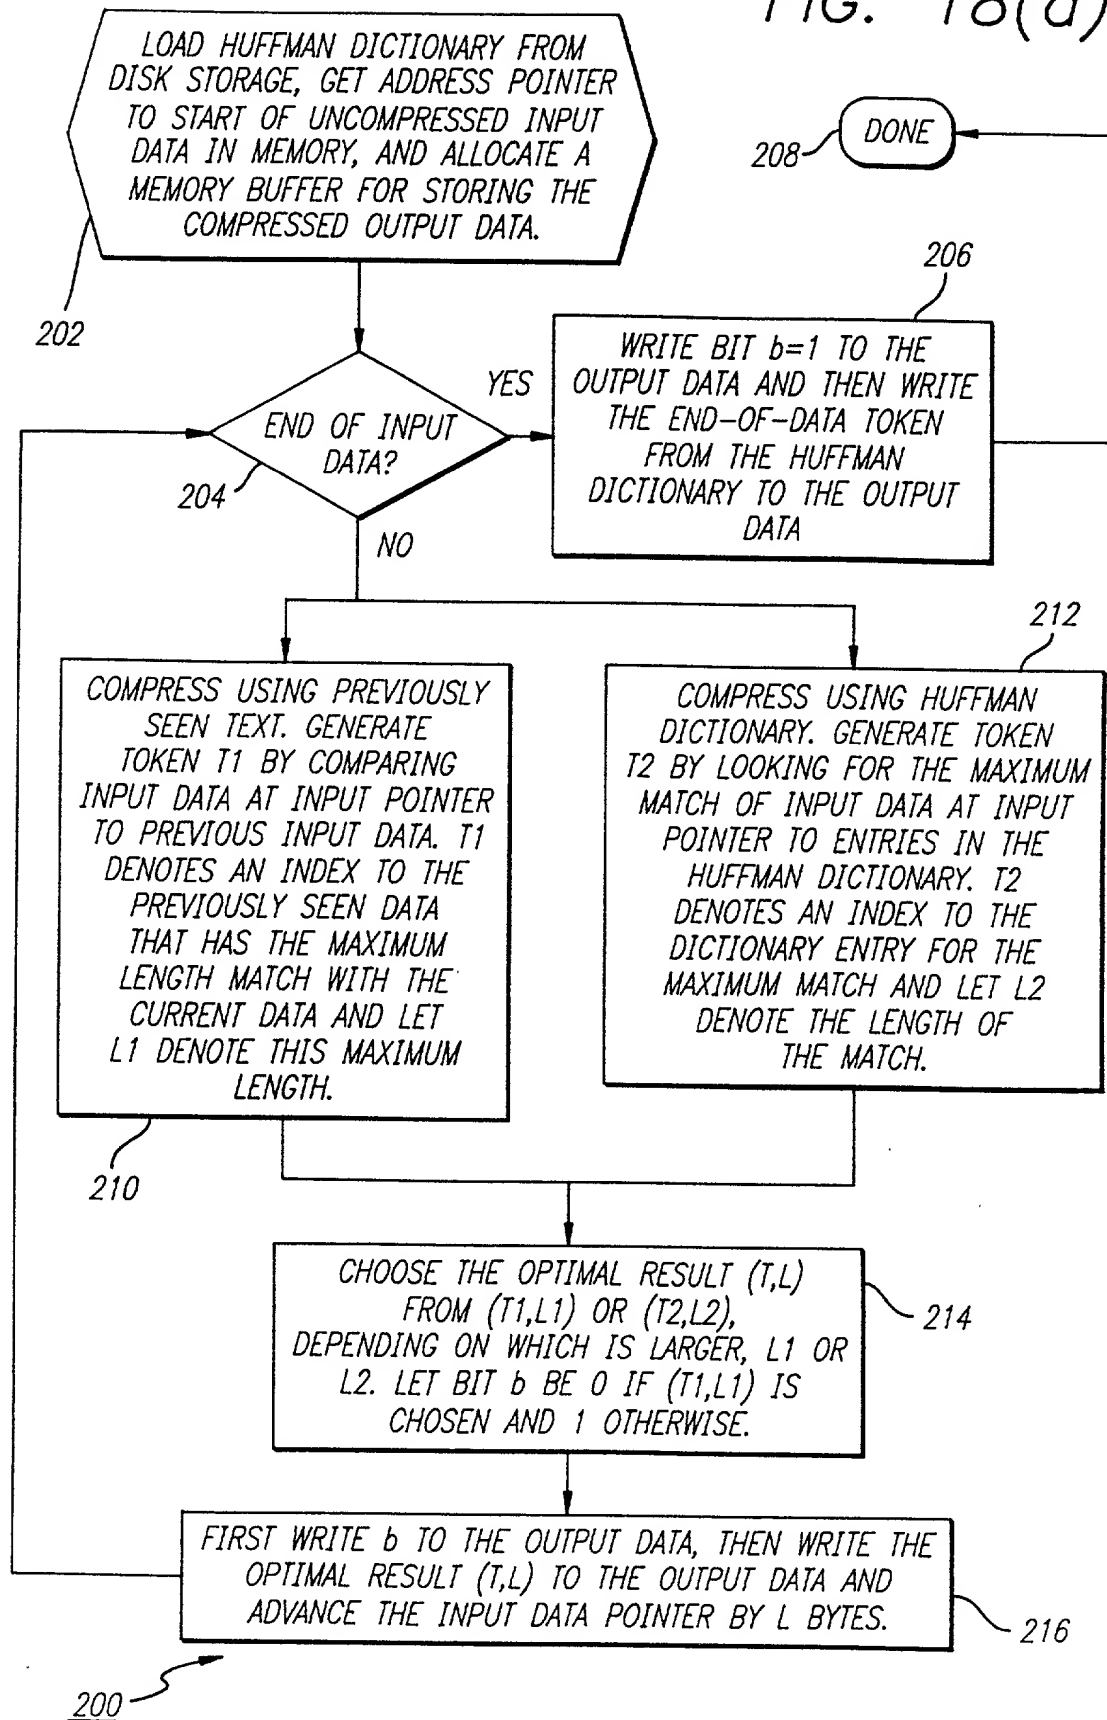 FIG. 18(a)
LOAD HUFFMAN DICTIONARY FROM
DISK STORAGE, GET ADDRESS POINTER
TO START OF UNCOMPRESSED INPUT
DATA IN MEMORY, AND ALLOCATE A
MEMORY BUFFER FOR STORING THE
COMPRESSED OUTPUT DATA.
202
DONE
208
206
END OF INPUT
DATA?
204
YES
NO
WRITE BIT b=1 TO THE
OUTPUT DATA AND THEN WRITE
THE END-OF-DATA TOKEN
FROM THE HUFFMAN
DICTIONARY TO THE OUTPUT
DATA
COMPRESS USING PREVIOUSLY
SEEN TEXT. GENERATE
TOKEN T1 BY COMPARING
INPUT DATA AT INPUT POINTER
TO PREVIOUS INPUT DATA. T1
DENOTES AN INDEX TO THE
PREVIOUSLY SEEN DATA
THAT HAS THE MAXIMUM
LENGTH MATCH WITH THE
CURRENT DATA AND LET
L1 DENOTE THIS MAXIMUM
LENGTH.
210
212
COMPRESS USING HUFFMAN
DICTIONARY. GENERATE TOKEN
T2 BY LOOKING FOR THE MAXIMUM
MATCH OF INPUT DATA AT INPUT
POINTER TO ENTRIES IN THE
HUFFMAN DICTIONARY. T2
DENOTES AN INDEX TO THE
DICTIONARY ENTRY FOR THE
MAXIMUM MATCH AND LET L2
DENOTE THE LENGTH OF
THE MATCH.
CHOOSE THE OPTIMAL RESULT (T,L)
FROM (T1,L1) OR (T2,L2),
DEPENDING ON WHICH IS LARGER, L1 OR
L2. LET BIT b BE 0 IF (T1,L1) IS
CHOSEN AND 1 OTHERWISE.
214
FIRST WRITE b TO THE OUTPUT DATA, THEN WRITE THE
OPTIMAL RESULT (T,L) TO THE OUTPUT DATA AND
ADVANCE THE INPUT DATA POINTER BY L BYTES.
216
200